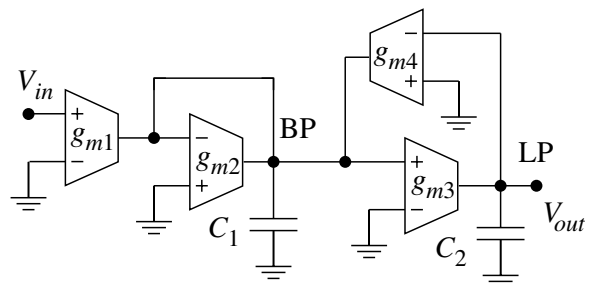 − g_m4 +
V_in
+ g_m1 −
− g_m2 +
BP
+ g_m3 −
LP
V_out
C_1
C_2